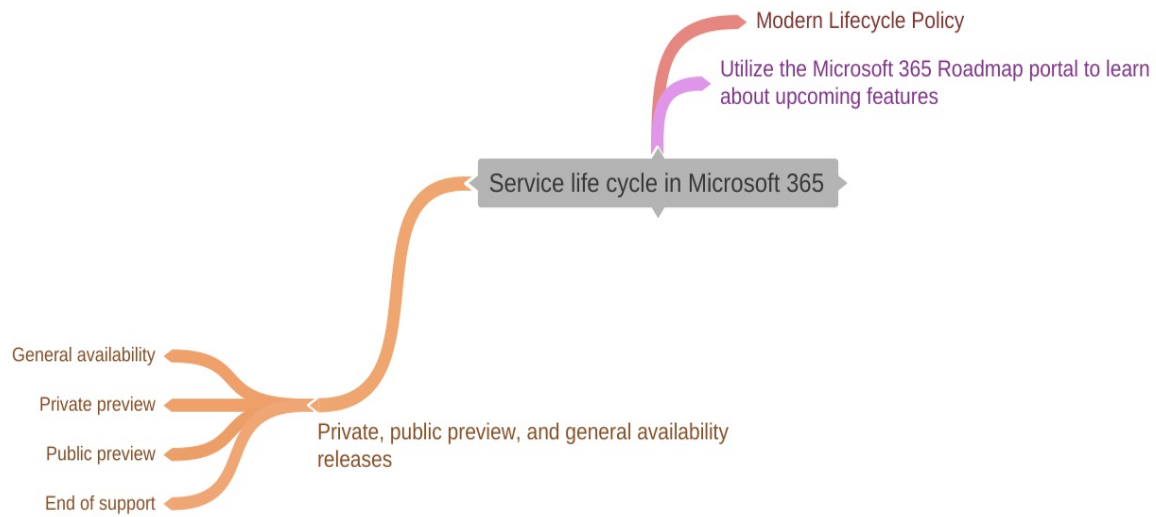 Modern Lifecycle Policy
Utilize the Microsoft 365 Roadmap portal to learn
about upcoming features
Service life cycle in Microsoft 365
General availability
Private preview
Public preview
End of support
Private, public preview, and general availability
releases